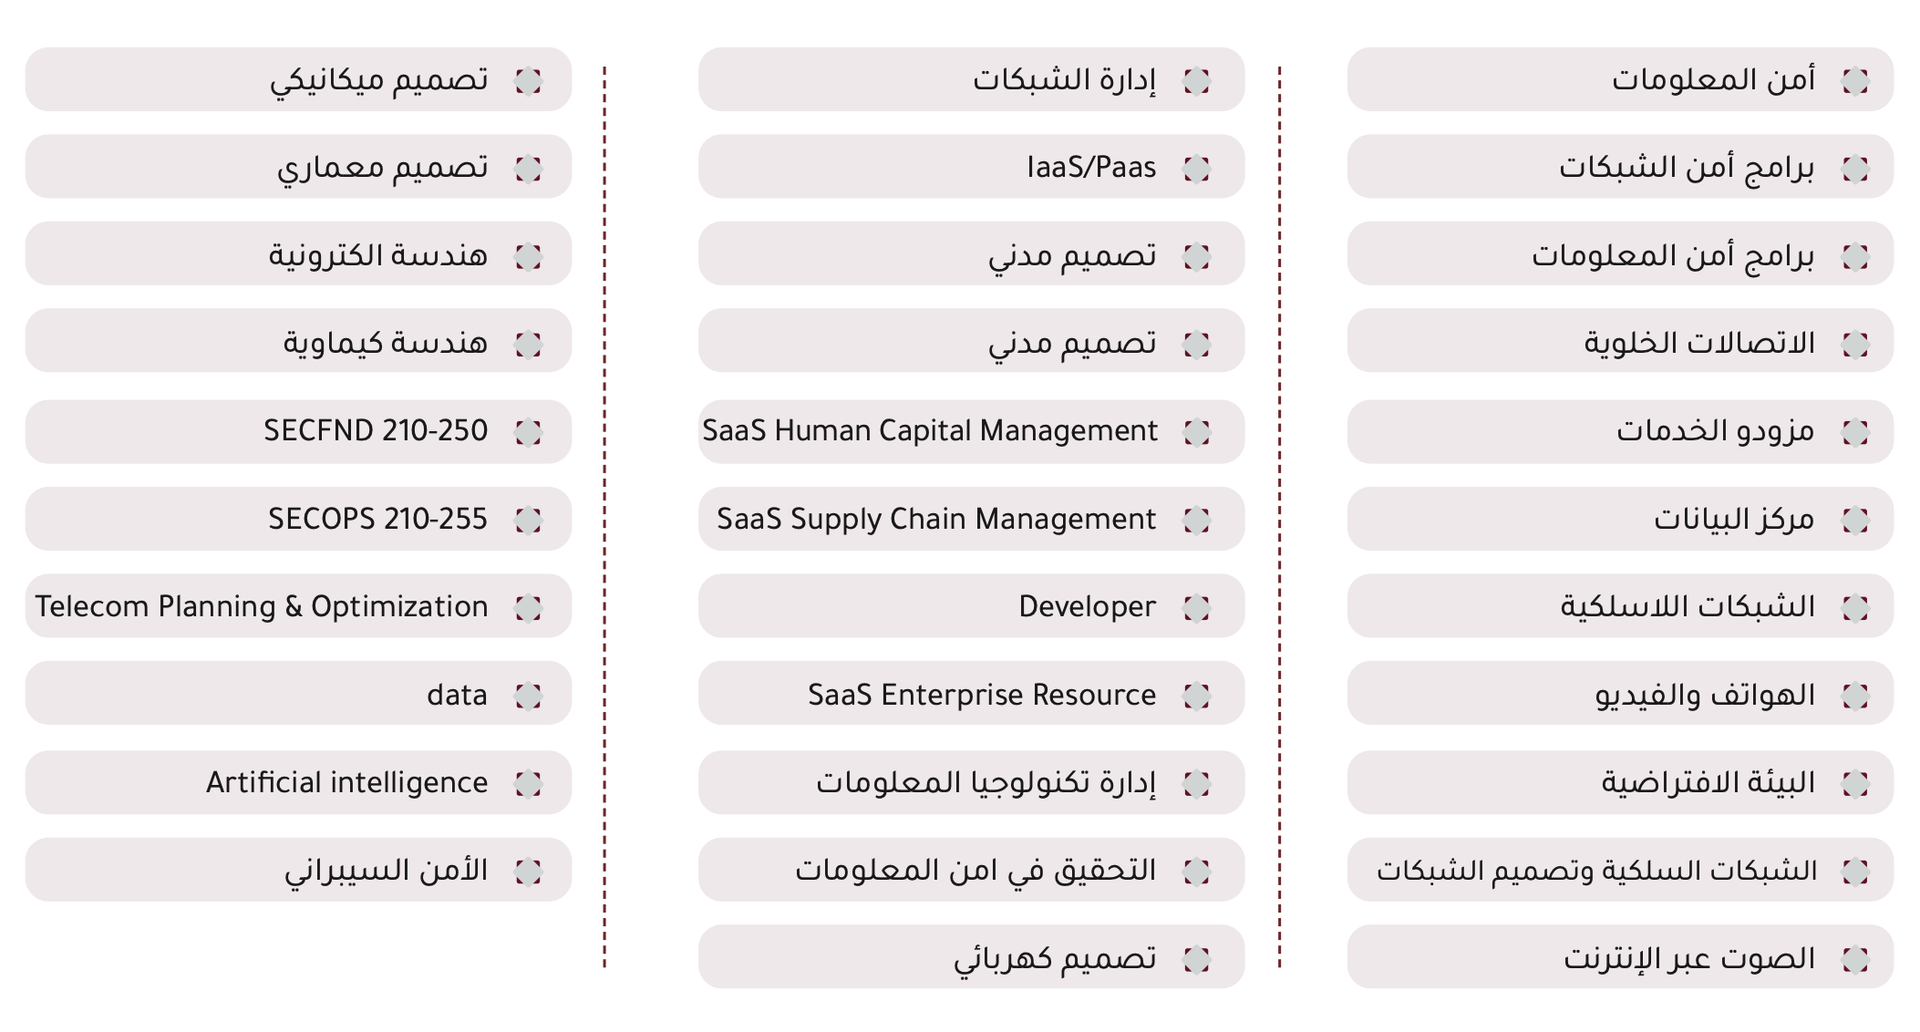 أمن المعلومات
برامج أمن الشبكات
برامج أمن المعلومات
الاتصالات الخلوية
مزودو الخدمات
مركز البيانات
الشبكات اللاسلكية
الهواتف والفيديو
البيئة الافتراضية
الشبكات السلكية وتصميم الشبكات
الصوت عبر الإنترنت
إدارة الشبكات
IaaS/Paas
تصميم مدني
تصميم مدني
SaaS Human Capital Management
SaaS Supply Chain Management
Developer
SaaS Enterprise Resource
إدارة تكنولوجيا المعلومات
التحقيق في امن المعلومات
تصميم كهربائي
تصميم ميكانيكي
تصميم معماري
هندسة الكترونية
هندسة كيماوية
SECFND 210-250
SECOPS 210-255
Telecom Planning & Optimization
data
Artificial intelligence
الأمن السيبراني